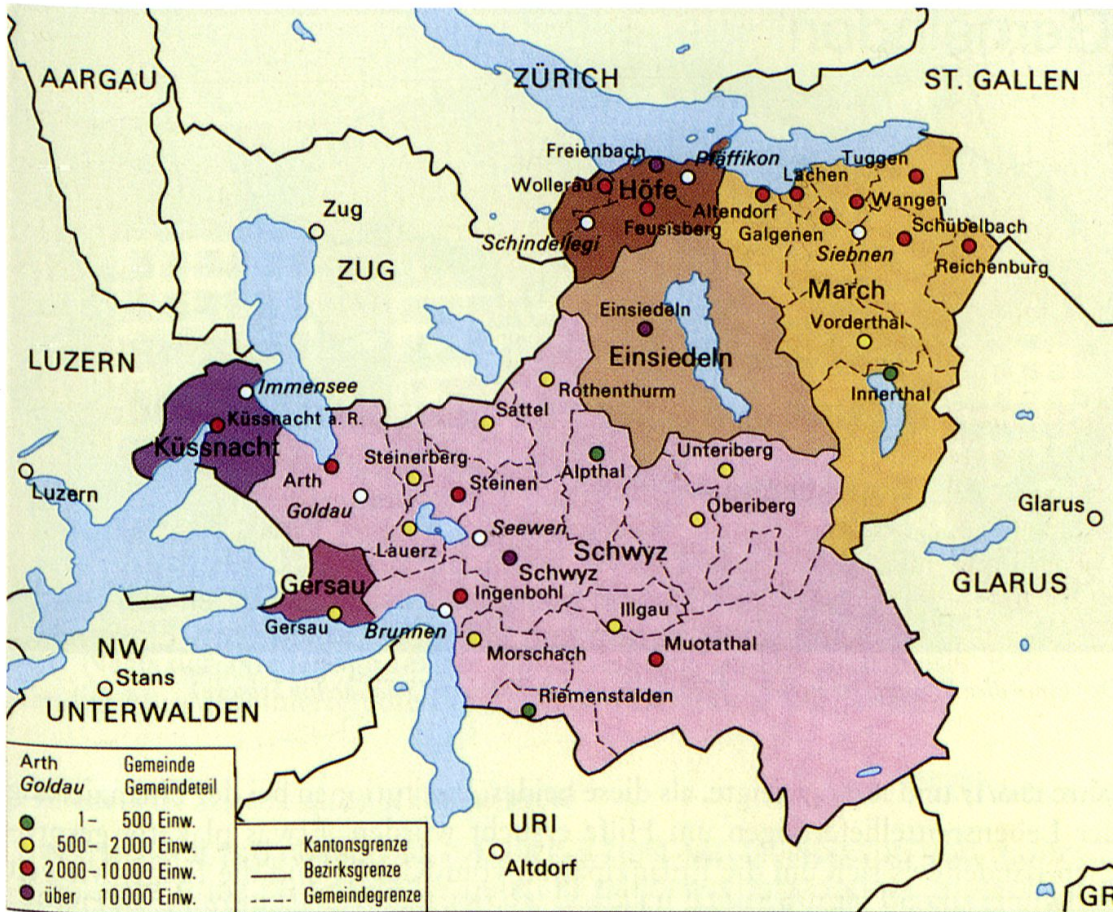 AARGAU
ZÜRICH
ST. GALLEN
Freienbach
Pfäffikon
Tuggen
Lachen
Wollerau
Höfe
Wangen
Altendorf
Zug
Feusisberg
Galgenen
Schübelbach
Schindellegi
Siebnen
Reichenburg
ZUG
March
Einsiedeln
Vorderthal
LUZERN
Einsiedeln
Immensee
Rothenthurm
Innerthal
Küssnacht a. R.
Sattel
Küssnacht
Steinerberg
Alpthal
Unteriberg
Luzern
Arth
Steinen
Goldau
Oberiberg
Glarus
Seewen
Lauerz
Schwyz
Schwyz
GLARUS
Gersau
Ingenbohl
Illgau
Gersau
Brunnen
Morschach
Muotathal
NW
Stans
Riemenstalden
UNTERWALDEN
URI
Altdorf
GR
Arth Gemeinde
Goldau Gemeindeteil
1– 500 Einw.
500–2000 Einw. Kantonsgrenze
2000–10000 Einw. Bezirksgrenze
über 10000 Einw. Gemeindegrenze